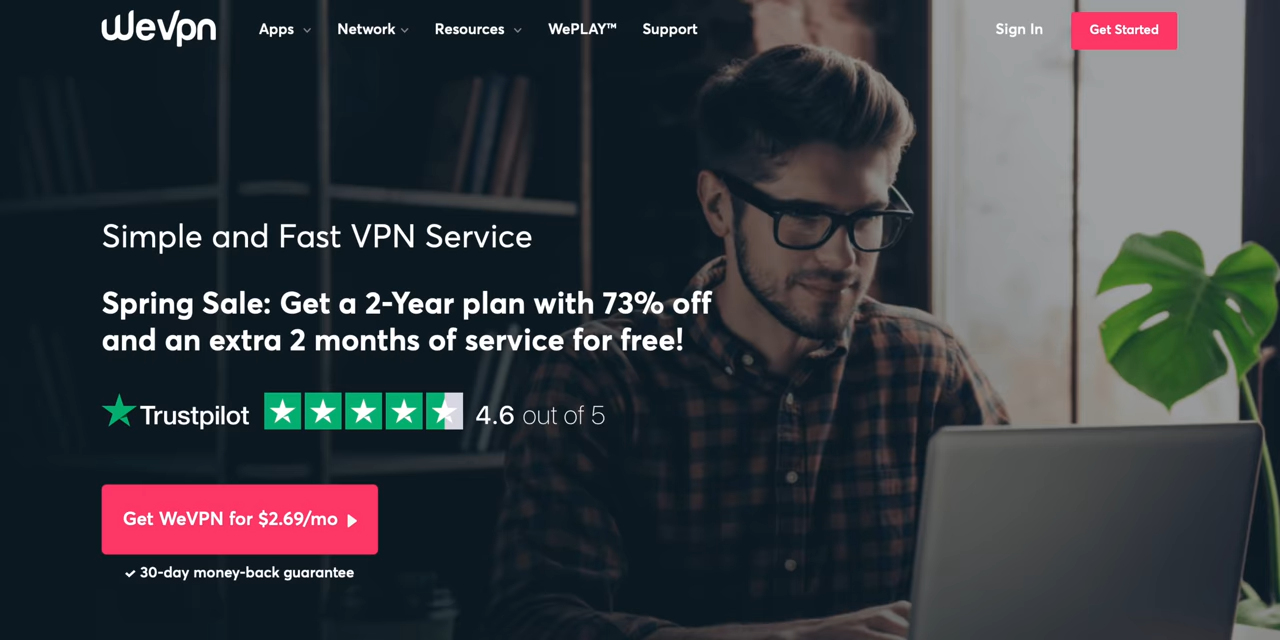 WeVpn
Apps
Network
Resources
WePLAY™
Support
Sign In
Get Started
Simple and Fast VPN Service
Spring Sale: Get a 2-Year plan with 73% off
and an extra 2 months of service for free!
Trustpilot 4.6 out of 5
Get WeVPN for $2.69/mo
30-day money-back guarantee